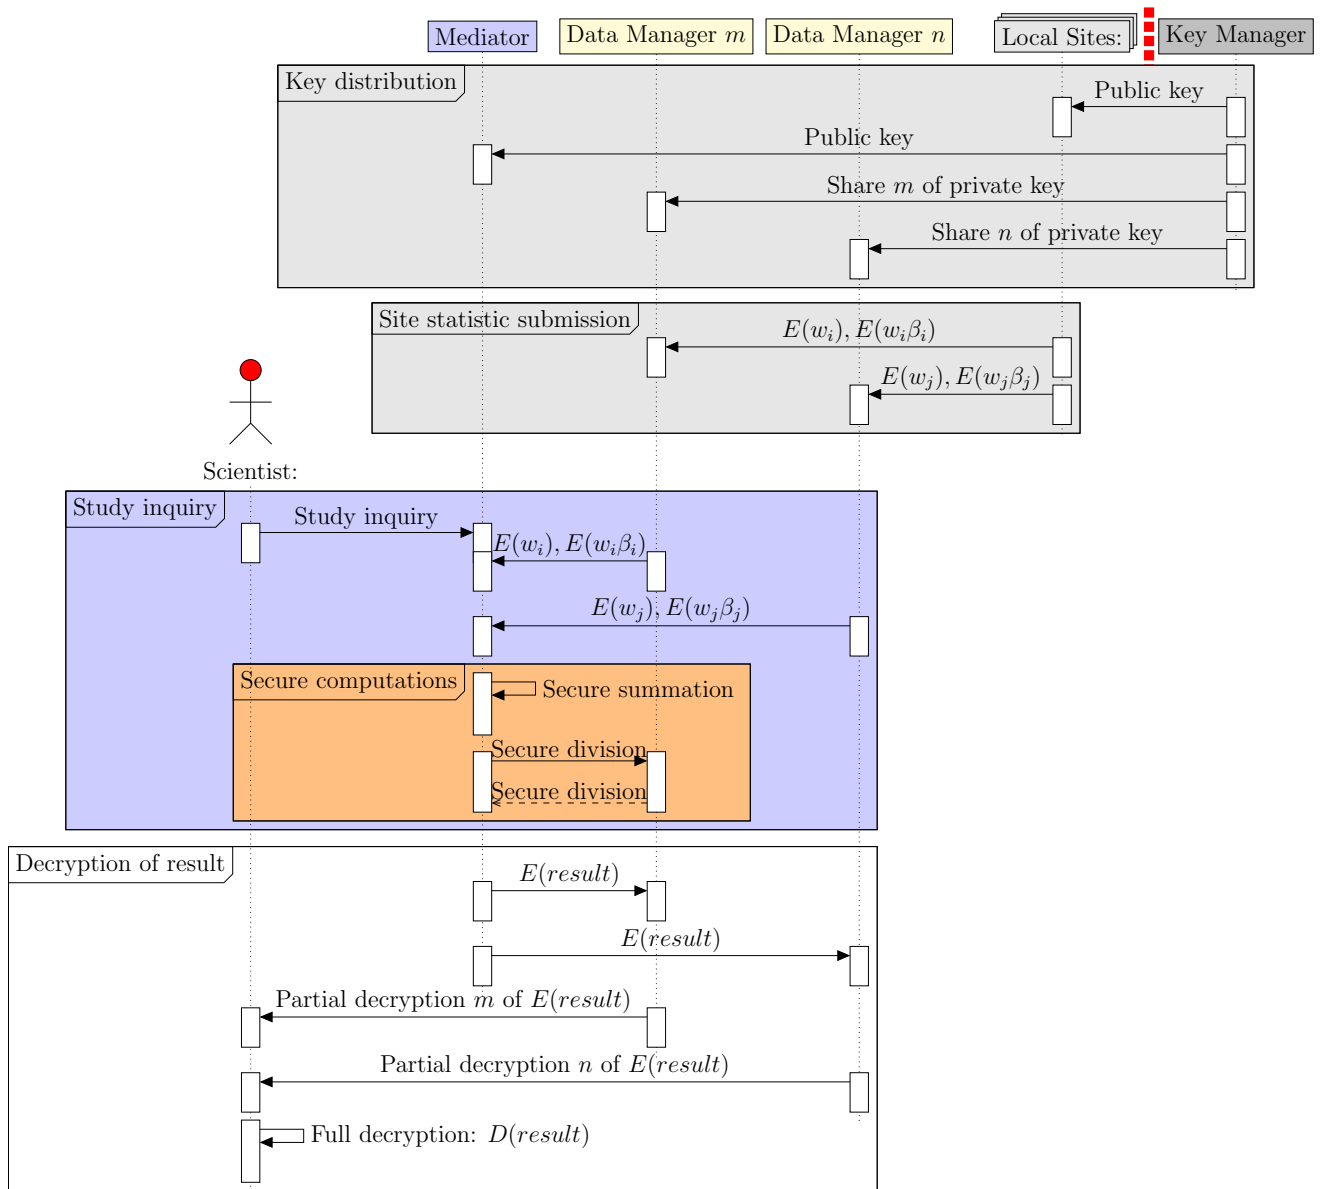 Mediator
Data Manager m
Data Manager n
Local Sites:
Key Manager
Key distribution
Public key
Public key
Share m of private key
Share n of private key
Site statistic submission
E(w_i), E(w_iβ_i)
E(w_j), E(w_jβ_j)
Scientist:
Study inquiry
Study inquiry
E(w_i), E(w_iβ_i)
E(w_j), E(w_jβ_j)
Secure computations
Secure summation
Secure division
Secure division
Decryption of result
E(result)
E(result)
Partial decryption m of E(result)
Partial decryption n of E(result)
Full decryption: D(result)